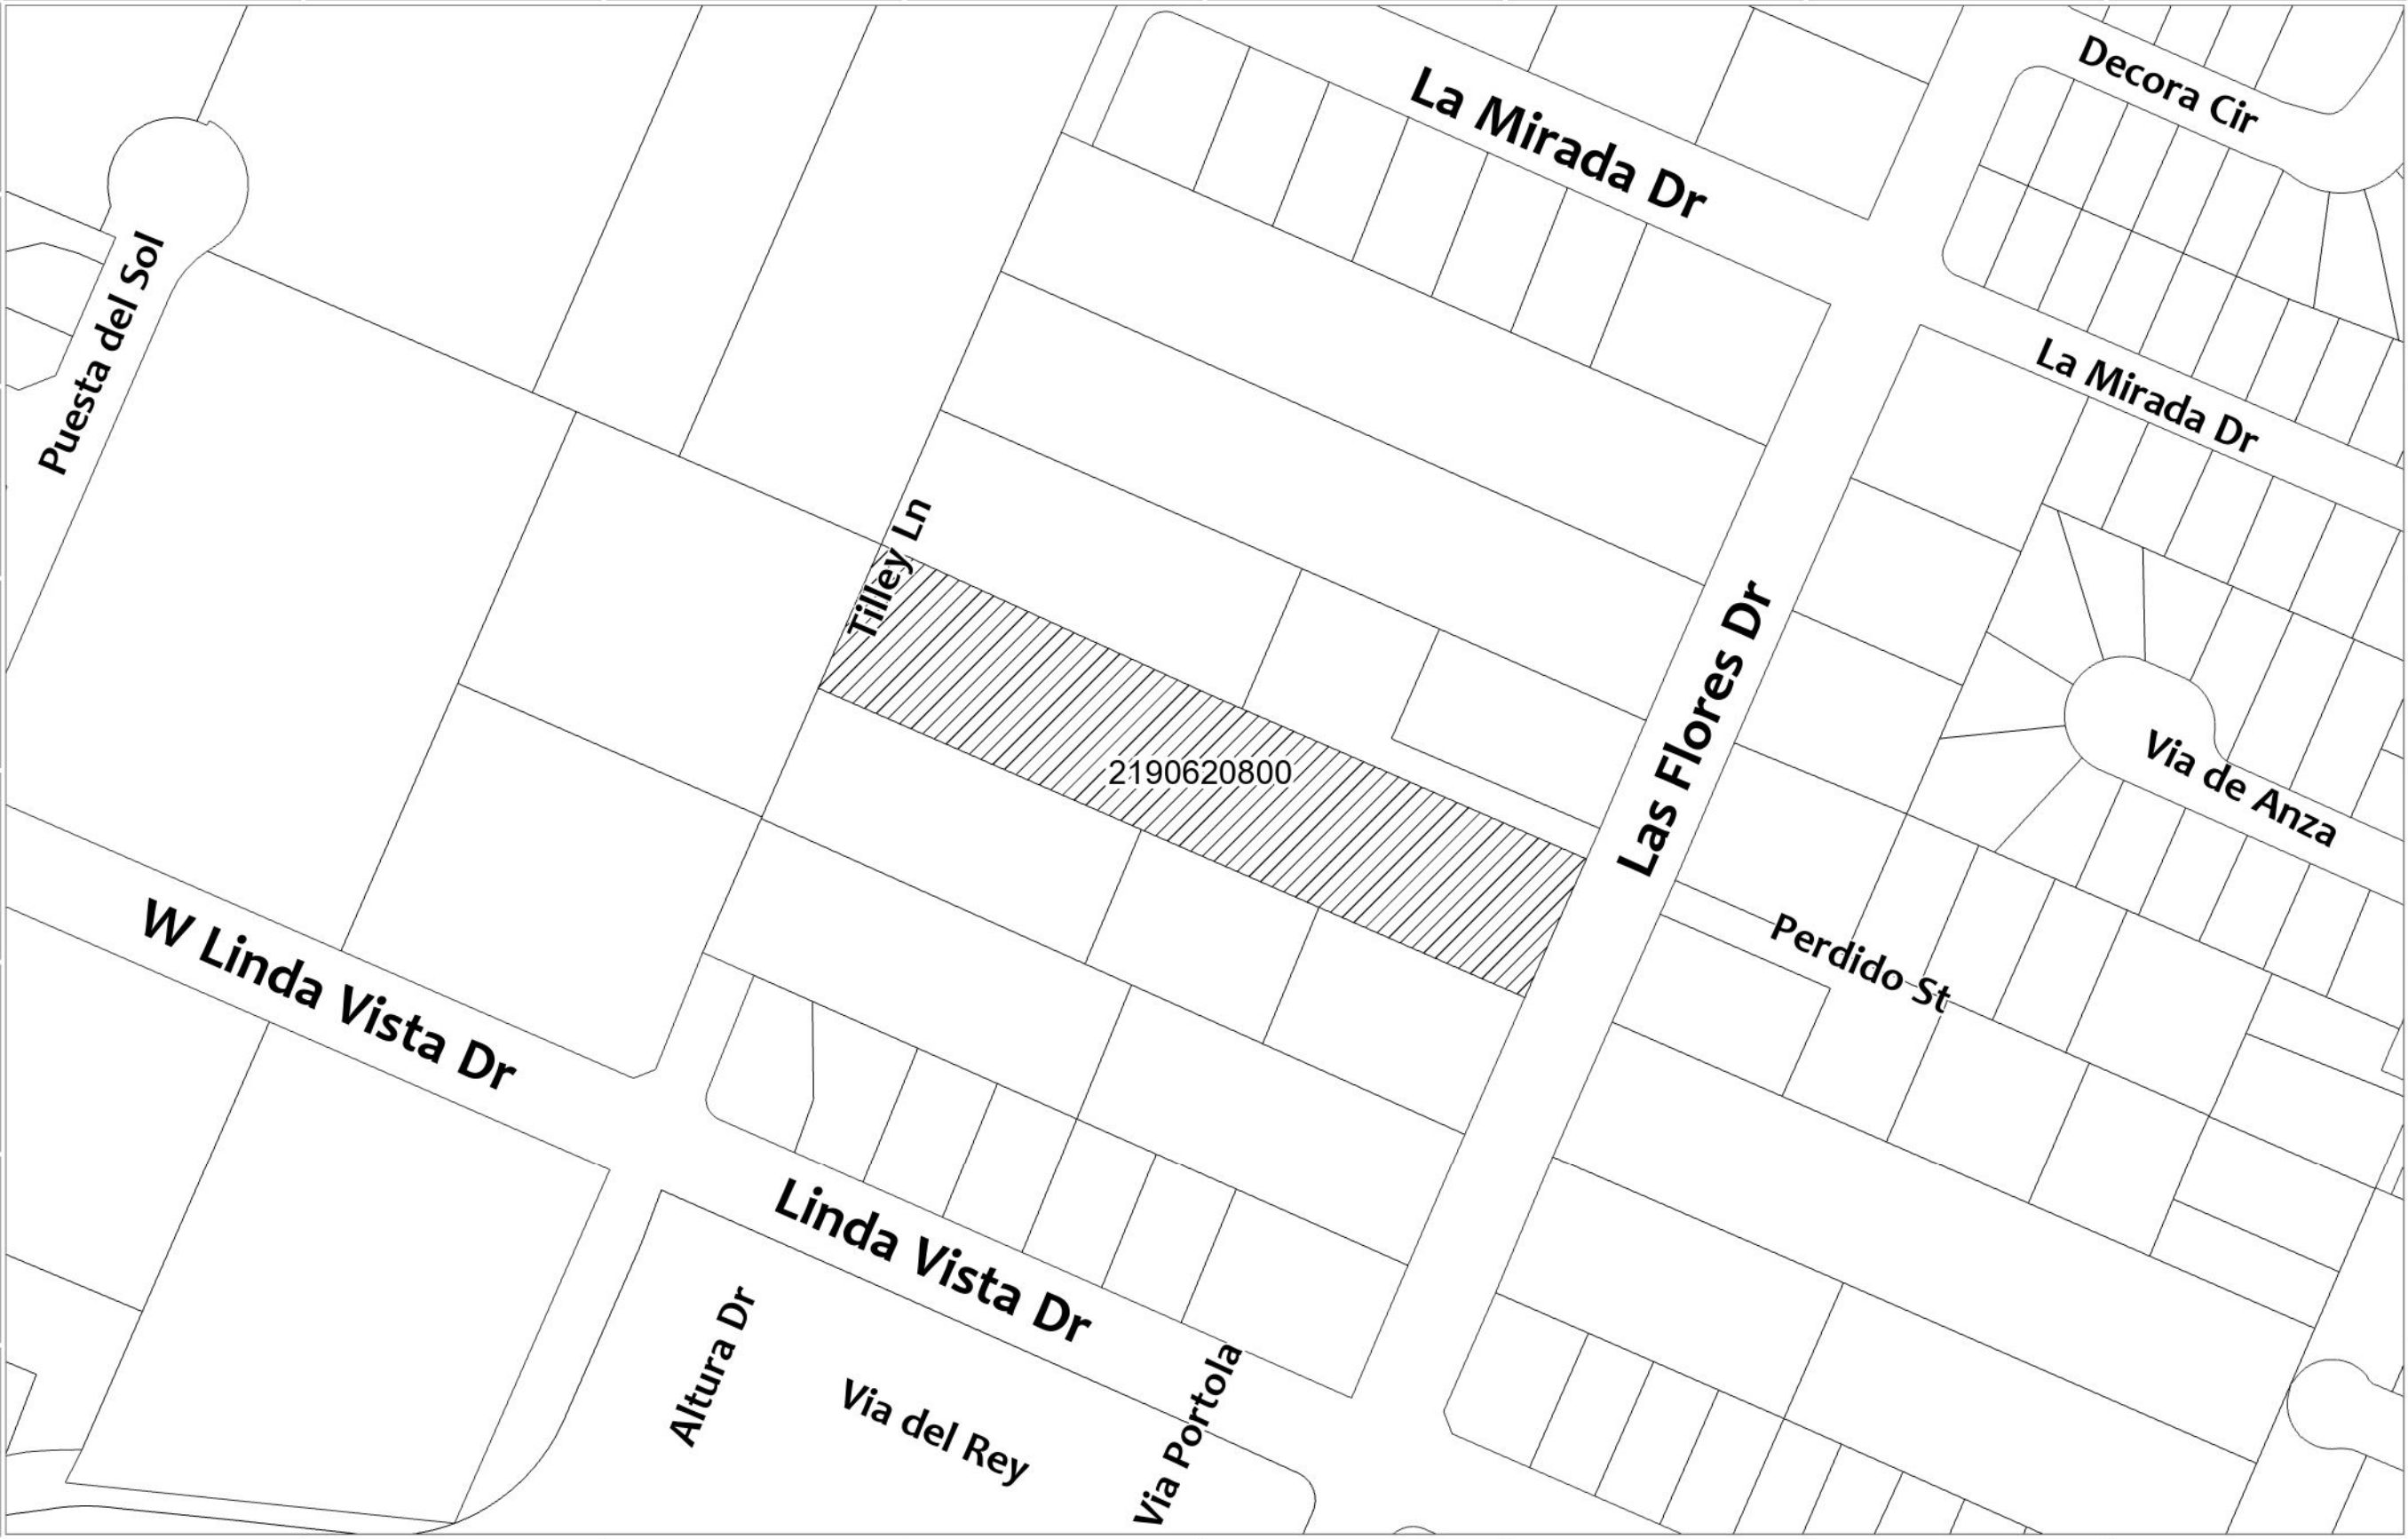 Decora Cir
La Mirada Dr
Puesta del Sol
La Mirada Dr
Tilley Ln
Las Flores Dr
2190620800
Via de Anza
W Linda Vista Dr
Perdido St
Linda Vista Dr
Altura Dr
Via del Rey
Via Portola